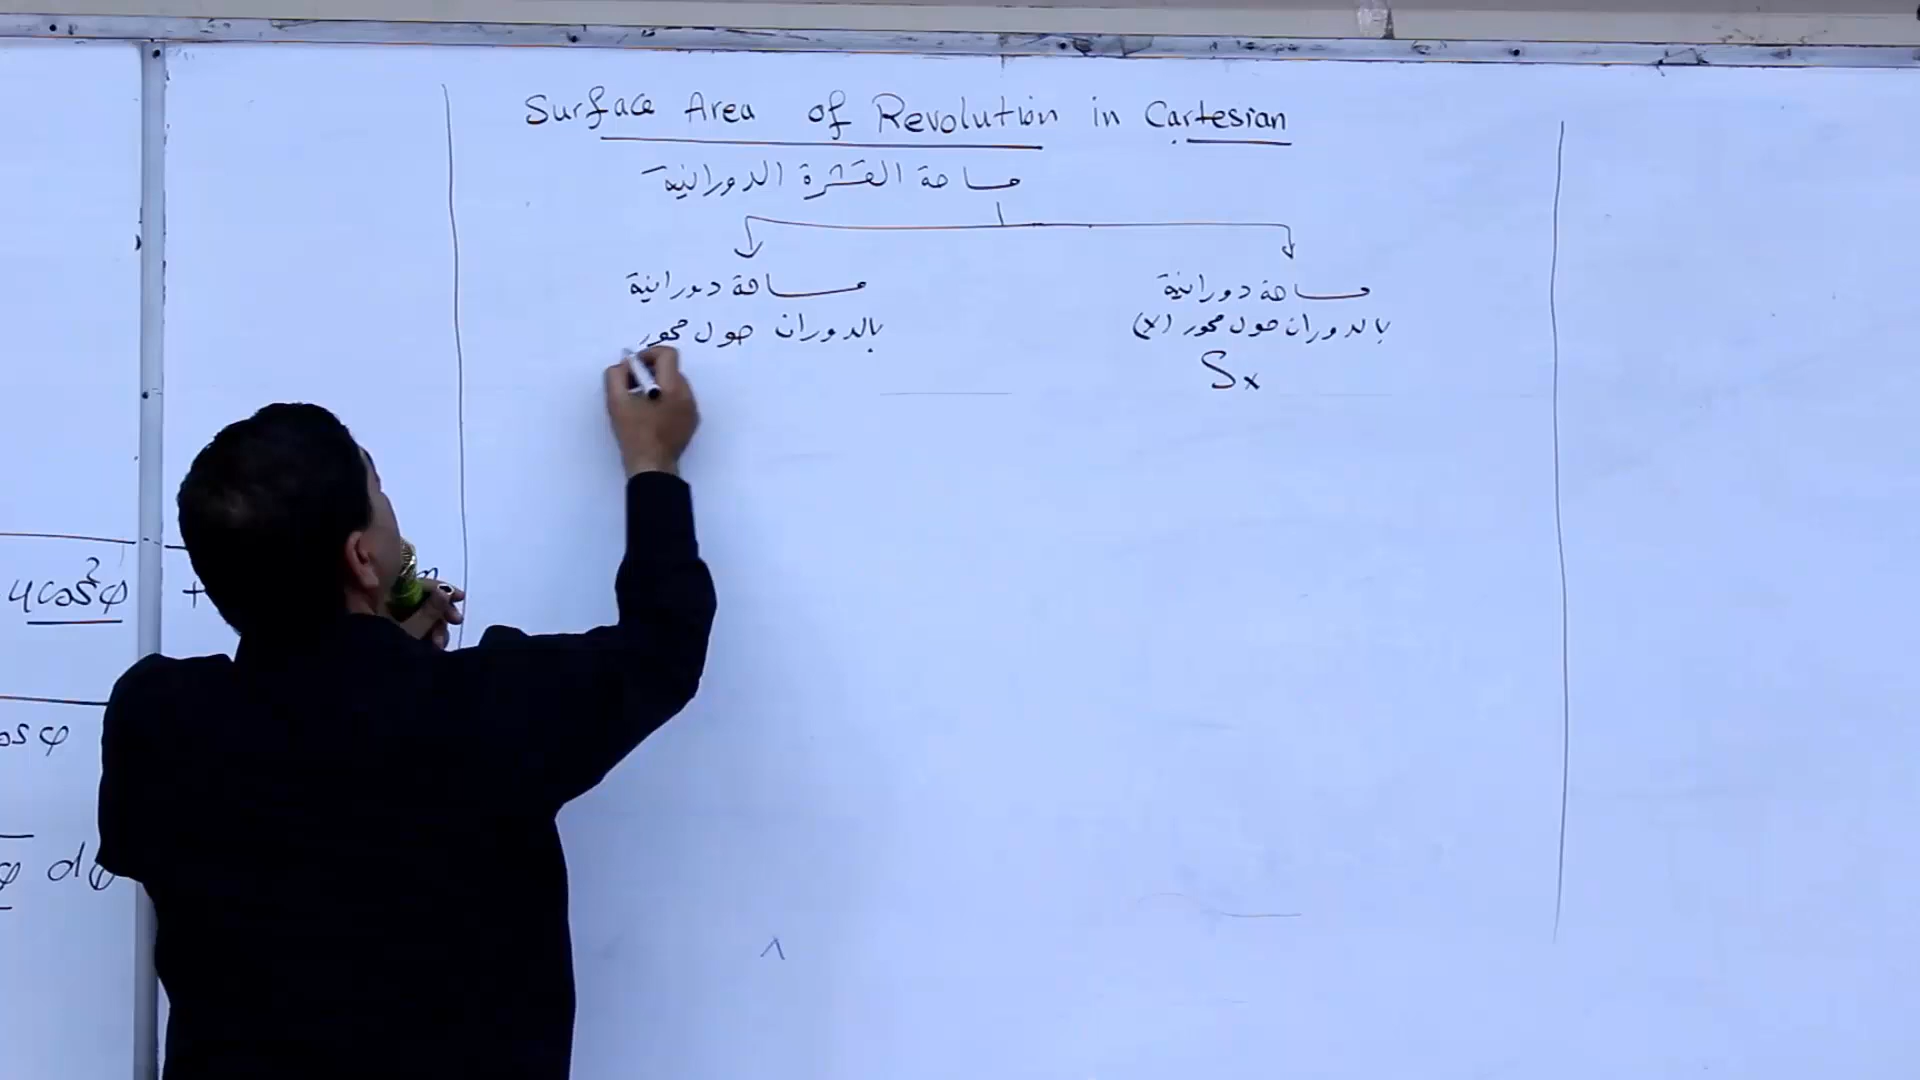 Surface Area of Revolution in Cartesian
مساحة القشرة الدورانية
مساحة دورانية
بالدوران حول محور (x)
Sx
مساحة دورانية
بالدوران حول محور
4cos²φ +
cosφ
φ dφ